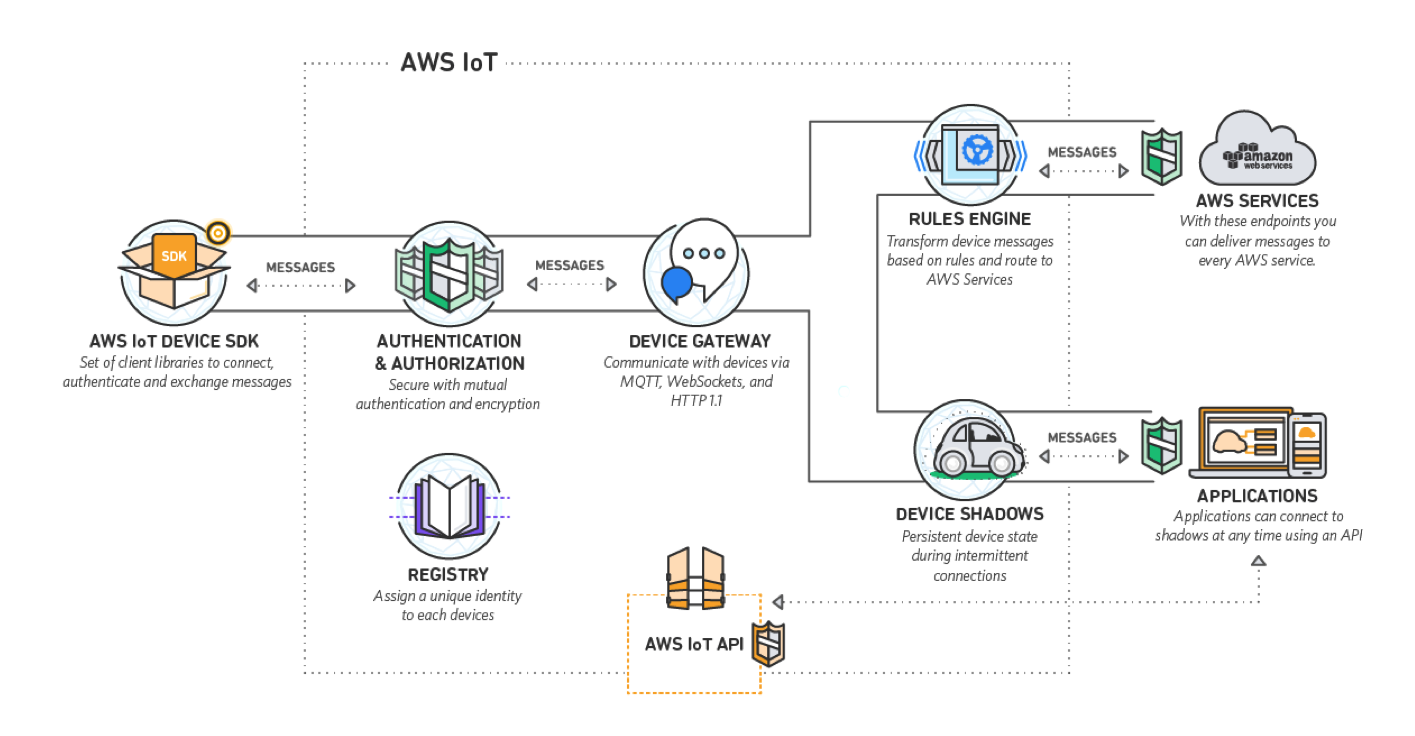 AWS IoT
MESSAGES
amazon
web services
AWS SERVICES
With these endpoints you
can deliver messages to
every AWS service.
RULES ENGINE
Transform device messages
based on rules and route to
AWS Services
SDK
MESSAGES
MESSAGES
AWS IoT DEVICE SDK
Set of client libraries to connect,
authenticate and exchange messages
AUTHENTICATION
& AUTHORIZATION
Secure with mutual
authentication and encryption
DEVICE GATEWAY
Communicate with devices via
MQTT, WebSockets, and
HTTP 1.1
MESSAGES
DEVICE SHADOWS
Persistent device state
during intermittent
connections
APPLICATIONS
Applications can connect to
shadows at any time using an API
REGISTRY
Assign a unique identity
to each devices
AWS IoT API